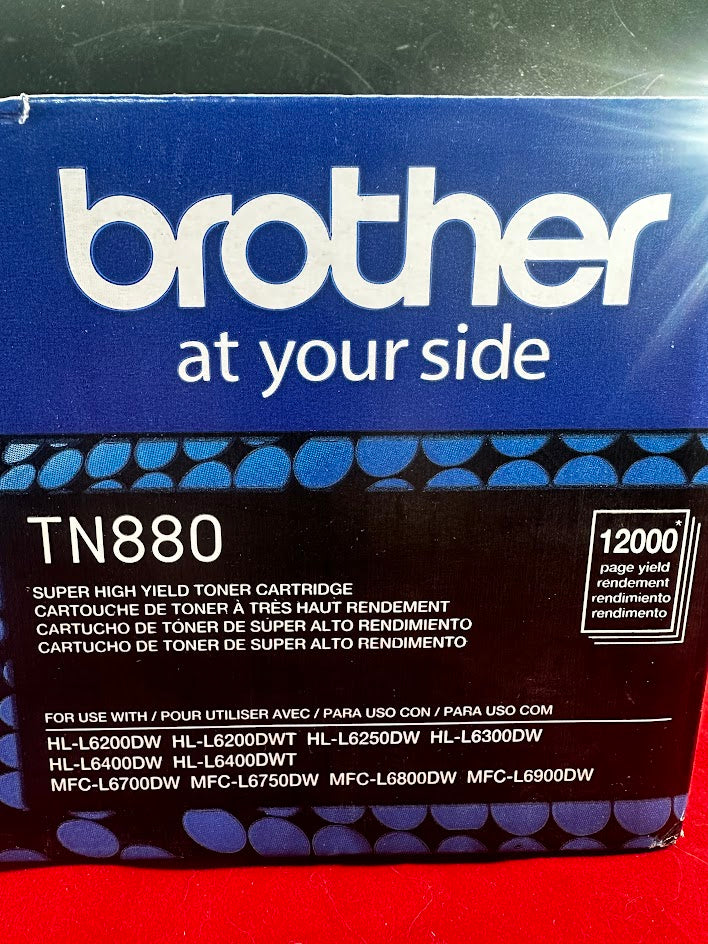 brother
at your side
TN880
12000*
page yield
rendement
rendimiento
rendimento
SUPER HIGH YIELD TONER CARTRIDGE
CARTOUCHE DE TONER À TRÈS HAUT RENDEMENT
CARTUCHO DE TÓNER DE SÚPER ALTO RENDIMIENTO
CARTUCHO DE TONER DE SUPER ALTO RENDIMENTO
FOR USE WITH / POUR UTILISER AVEC / PARA USO CON / PARA USO COM
HL-L6200DW HL-L6200DWT HL-L6250DW HL-L6300DW
HL-L6400DW HL-L6400DWT
MFC-L6700DW MFC-L6750DW MFC-L6800DW MFC-L6900DW